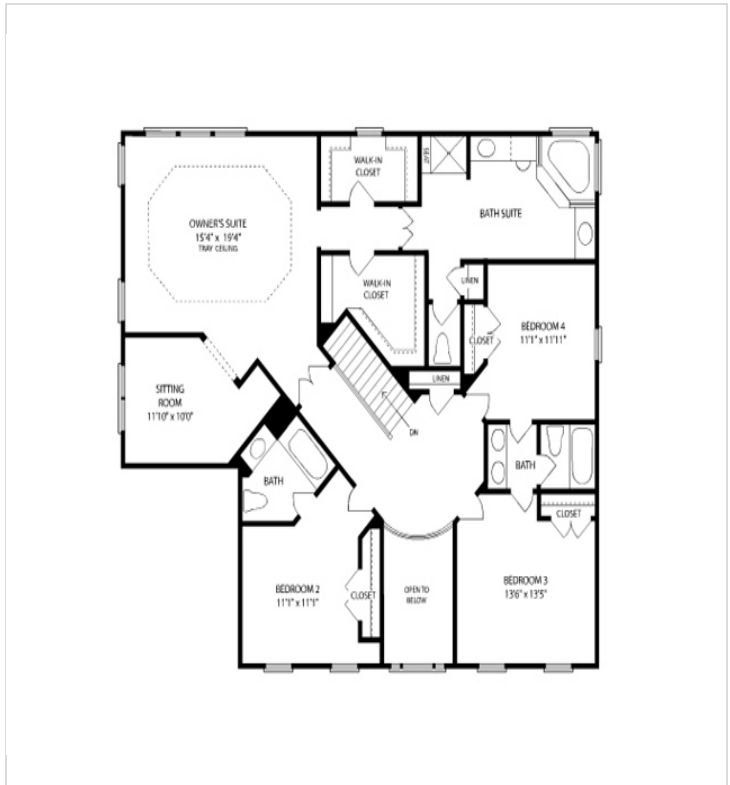 WALK-IN
CLOSET
SEAT
OWNER'S SUITE
15'4" x 19'4"
TRAY CEILING
BATH SUITE
WALK-IN
CLOSET
LINEN
BEDROOM 4
11'1" x 11'11"
CLOSET
SITTING
ROOM
11'10" x 10'0"
LINEN
DN
BATH
BATH
CLOSET
BEDROOM 2
11'1" x 11'1"
CLOSET
OPEN TO
BELOW
BEDROOM 3
13'6" x 13'5"